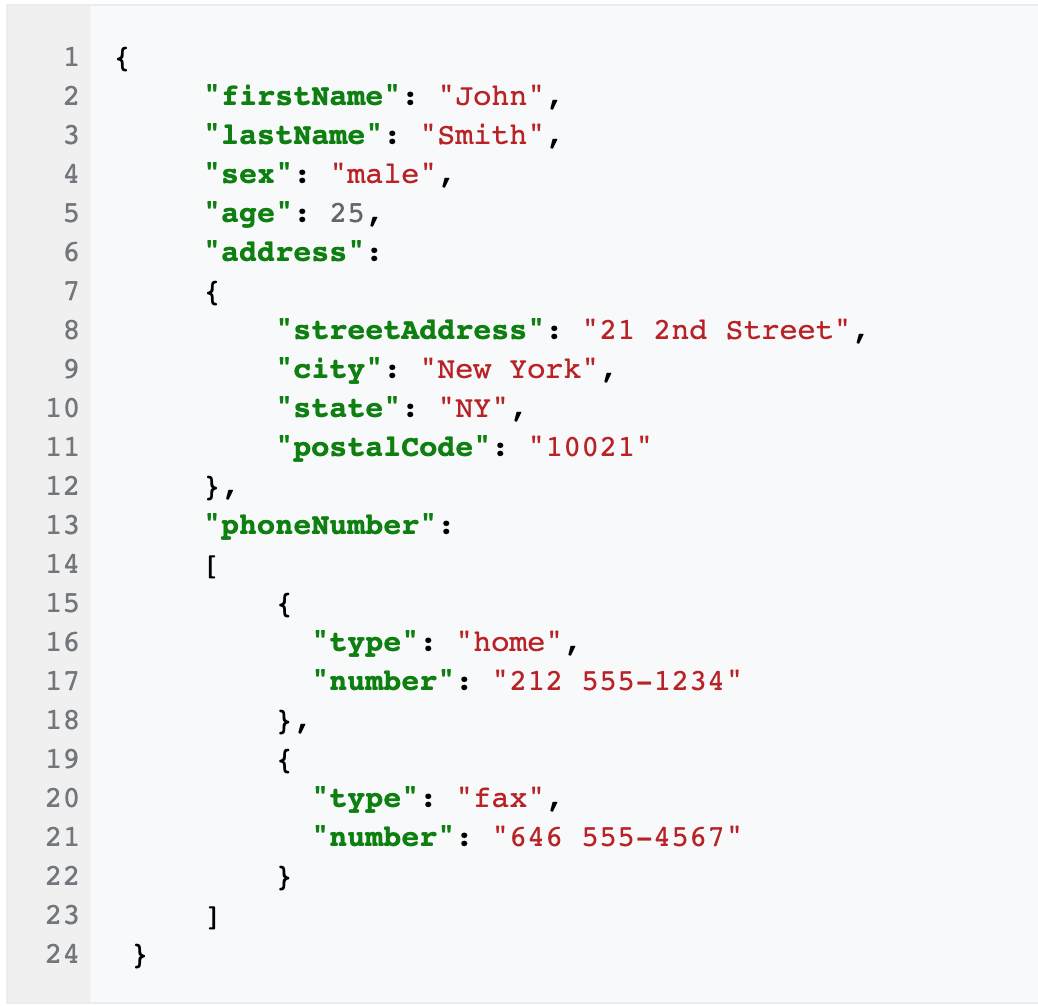 1 {
2 "firstName": "John",
3 "lastName": "Smith",
4 "sex": "male",
5 "age": 25,
6 "address":
7 {
8 "streetAddress": "21 2nd Street",
9 "city": "New York",
10 "state": "NY",
11 "postalCode": "10021"
12 },
13 "phoneNumber":
14 [
15 {
16 "type": "home",
17 "number": "212 555-1234"
18 },
19 {
20 "type": "fax",
21 "number": "646 555-4567"
22 }
23 ]
24 }